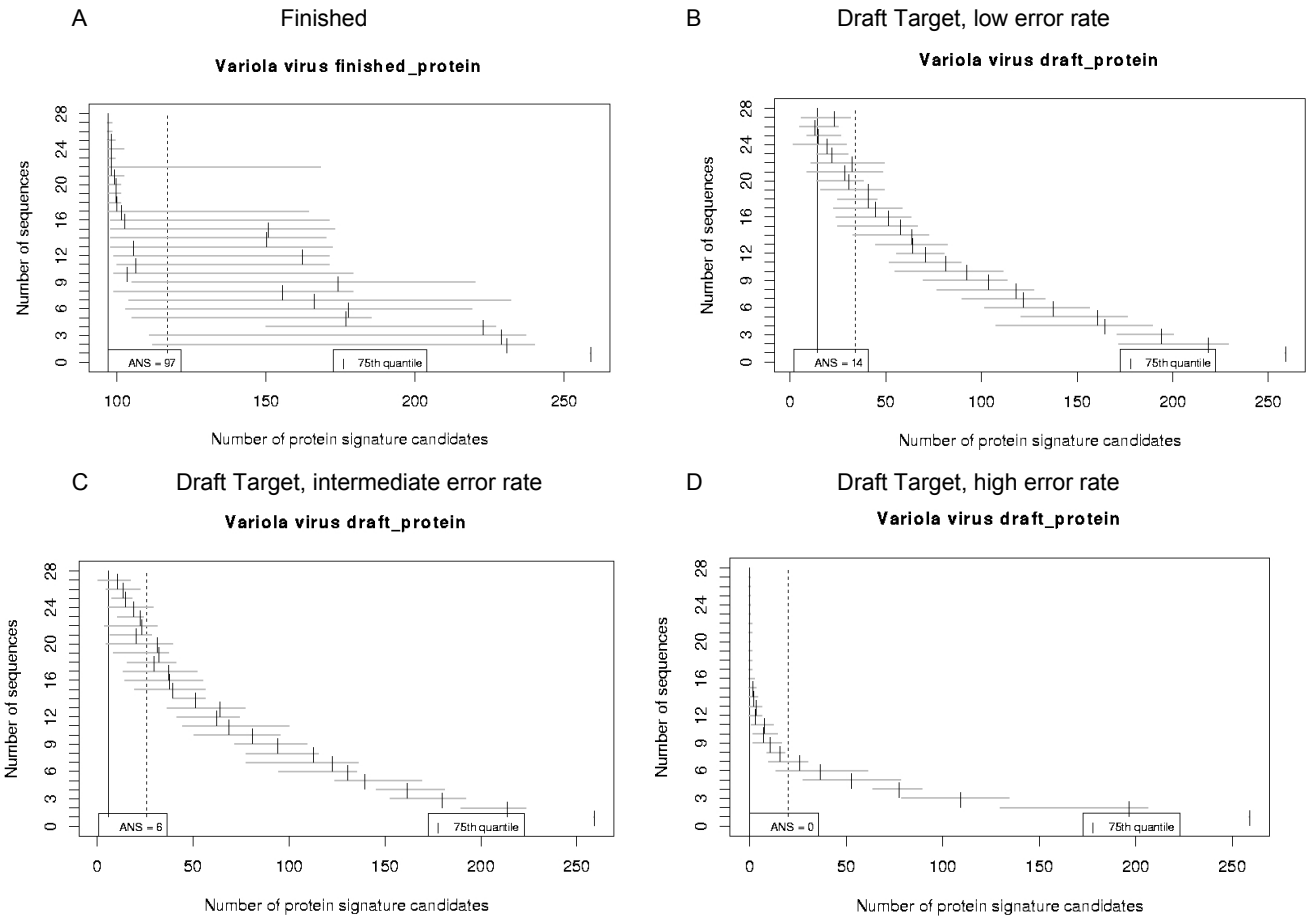 A Finished
Variola virus finished_protein
Number of sequences
28
24
20
16
12
9
6
3
0
ANS = 97
75th quantile
100 150 200 250
Number of protein signature candidates
B Draft Target, low error rate
Variola virus draft_protein
Number of sequences
28
24
20
16
12
9
6
3
0
ANS = 14
75th quantile
0 50 100 150 200 250
Number of protein signature candidates
C Draft Target, intermediate error rate
Variola virus draft_protein
Number of sequences
28
24
20
16
12
9
6
3
0
ANS = 6
75th quantile
0 50 100 150 200 250
Number of protein signature candidates
D Draft Target, high error rate
Variola virus draft_protein
Number of sequences
28
24
20
16
12
9
6
3
0
ANS = 0
75th quantile
0 50 100 150 200 250
Number of protein signature candidates